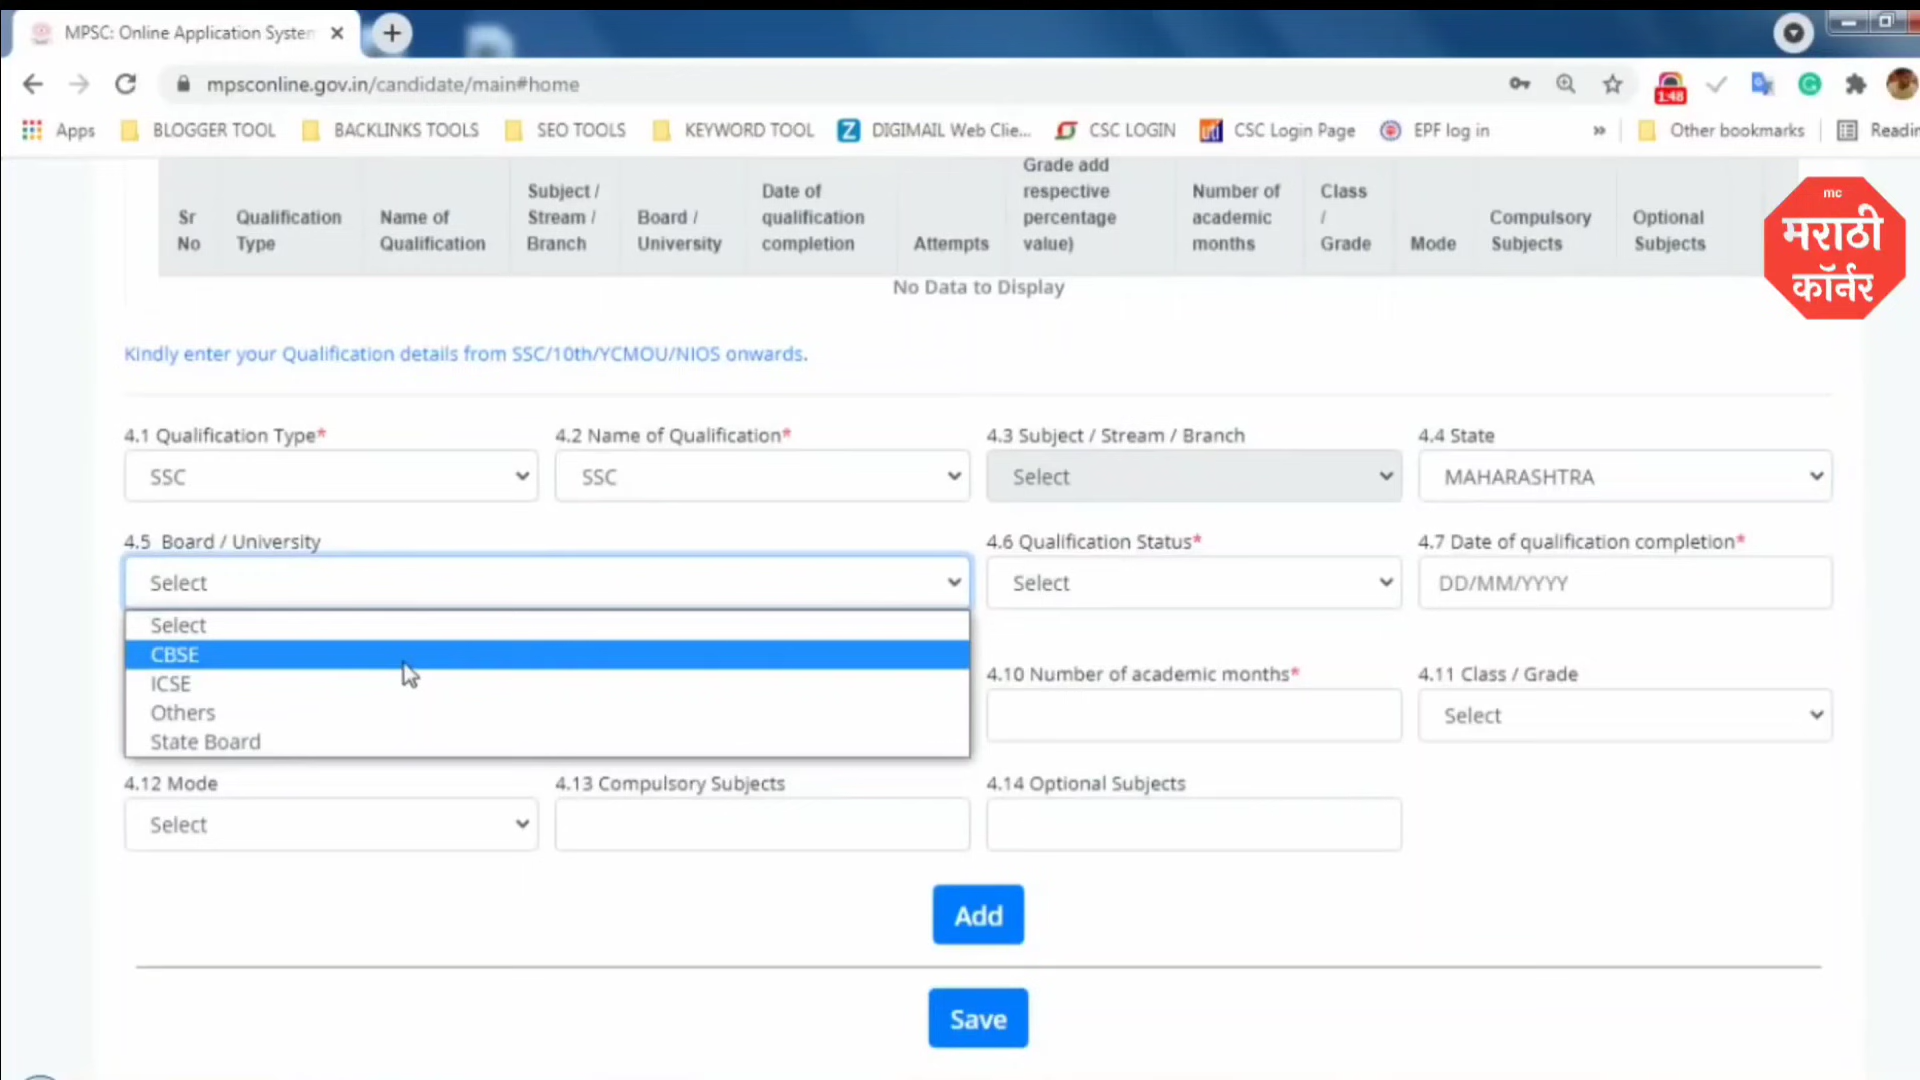 MPSC: Online Application System
mpsconline.gov.in/candidate/main#home
1:48
Apps BLOGGER TOOL BACKLINKS TOOLS SEO TOOLS KEYWORD TOOL DIGIMAIL Web Clie... CSC LOGIN CSC Login Page EPF log in » Other bookmarks Readin
Sr No
Qualification Type
Name of Qualification
Subject / Stream / Branch
Board / University
Date of qualification completion
Attempts
Grade add respective percentage value)
Number of academic months
Class / Grade
Mode
Compulsory Subjects
Optional Subjects
mc
मराठी
कॉर्नर
No Data to Display
Kindly enter your Qualification details from SSC/10th/YCMOU/NIOS onwards.
4.1 Qualification Type* 4.2 Name of Qualification* 4.3 Subject / Stream / Branch 4.4 State
SSC SSC Select MAHARASHTRA
4.5 Board / University 4.6 Qualification Status* 4.7 Date of qualification completion*
Select Select DD/MM/YYYY
Select
CBSE
ICSE
Others
State Board
4.10 Number of academic months* 4.11 Class / Grade
Select
4.12 Mode 4.13 Compulsory Subjects 4.14 Optional Subjects
Select
Add
Save